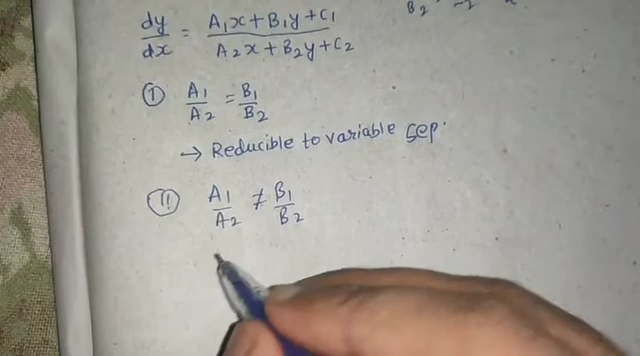 dy/dx = A₁x + B₁y + C₁ / A₂x + B₂y + C₂
① A₁/A₂ = B₁/B₂
→ Reducible to variable sep.
② A₁/A₂ ≠ B₁/B₂